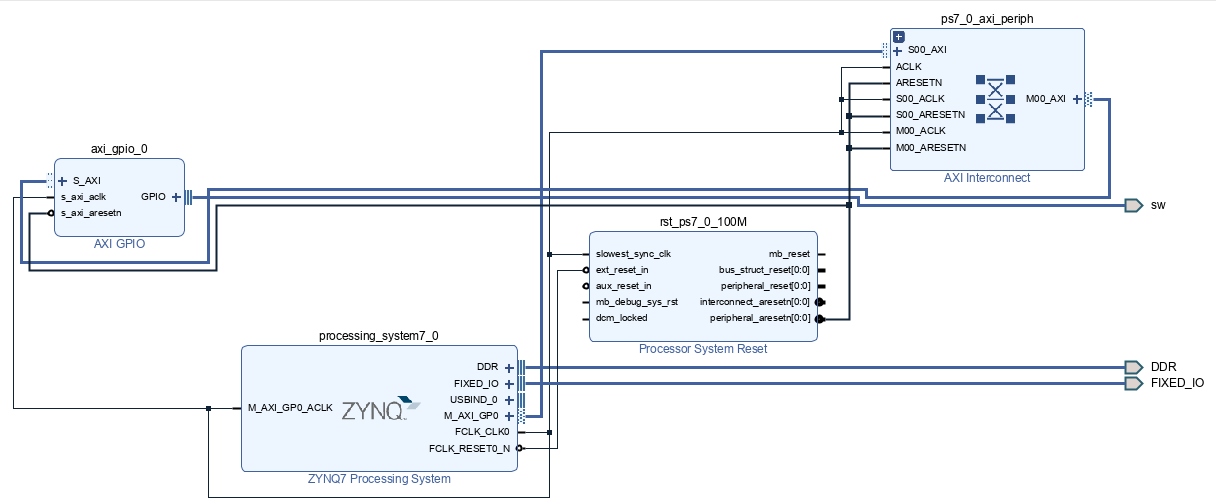 ps7_0_axi_periph
S00_AXI
ACLK
ARESETN
S00_ACLK
S00_ARESETN
M00_ACLK
M00_ARESETN
M00_AXI
AXI Interconnect
axi_gpio_0
S_AXI
s_axi_aclk
s_axi_aresetn
GPIO
AXI GPIO
sw
rst_ps7_0_100M
slowest_sync_clk
ext_reset_in
aux_reset_in
mb_debug_sys_rst
dcm_locked
mb_reset
bus_struct_reset[0:0]
peripheral_reset[0:0]
interconnect_aresetn[0:0]
peripheral_aresetn[0:0]
Processor System Reset
processing_system7_0
M_AXI_GP0_ACLK
ZYNQ
DDR
FIXED_IO
USBIND_0
M_AXI_GP0
FCLK_CLK0
FCLK_RESET0_N
ZYNQ7 Processing System
DDR
FIXED_IO